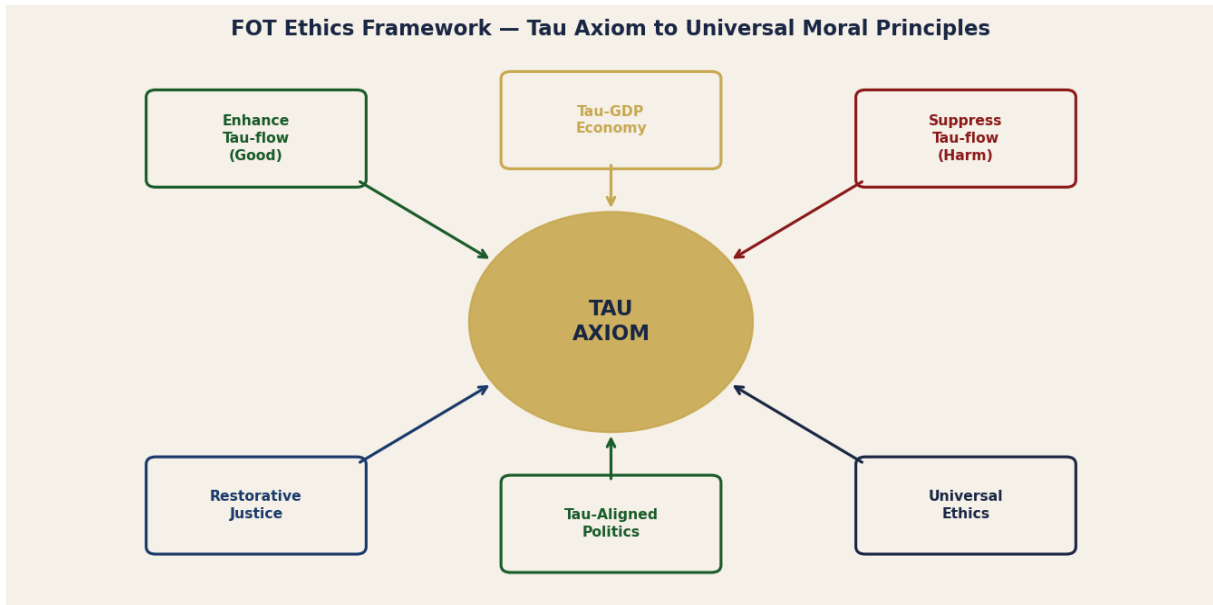 FOT Ethics Framework — Tau Axiom to Universal Moral Principles
Enhance
Tau-flow
(Good)
Tau-GDP
Economy
Suppress
Tau-flow
(Harm)
TAU
AXIOM
Restorative
Justice
Tau-Aligned
Politics
Universal
Ethics